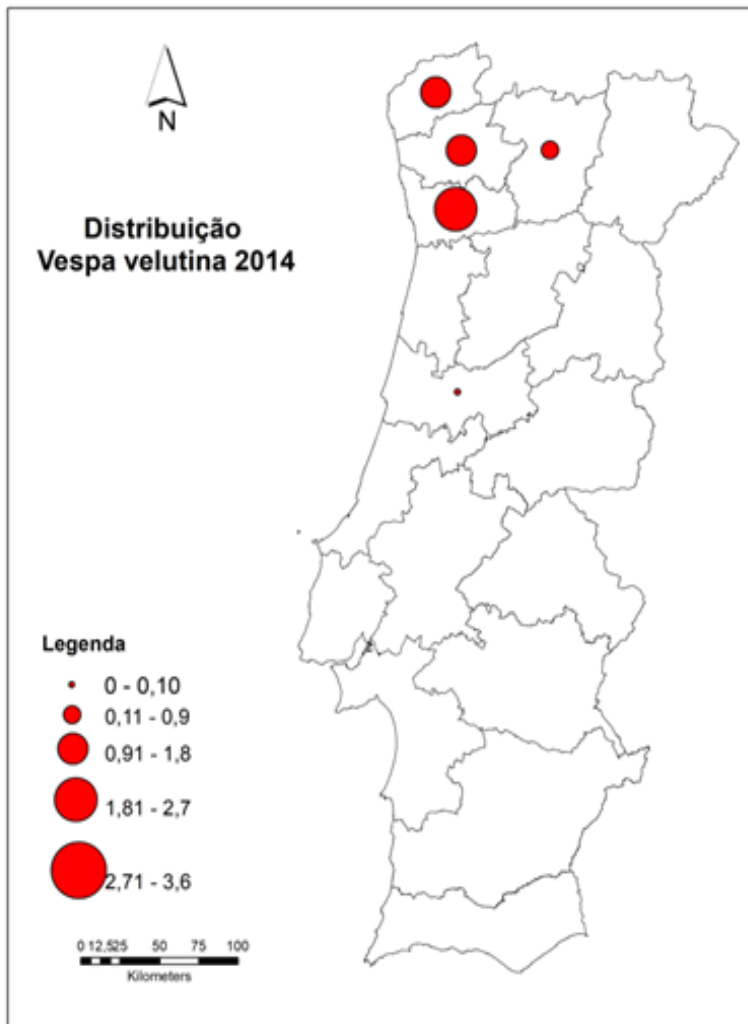 N
Distribuição
Vespa velutina 2014
Legenda
0 - 0,10
0,11 - 0,9
0,91 - 1,8
1,81 - 2,7
2,71 - 3,6
0 12,525 50 75 100
Kilometers